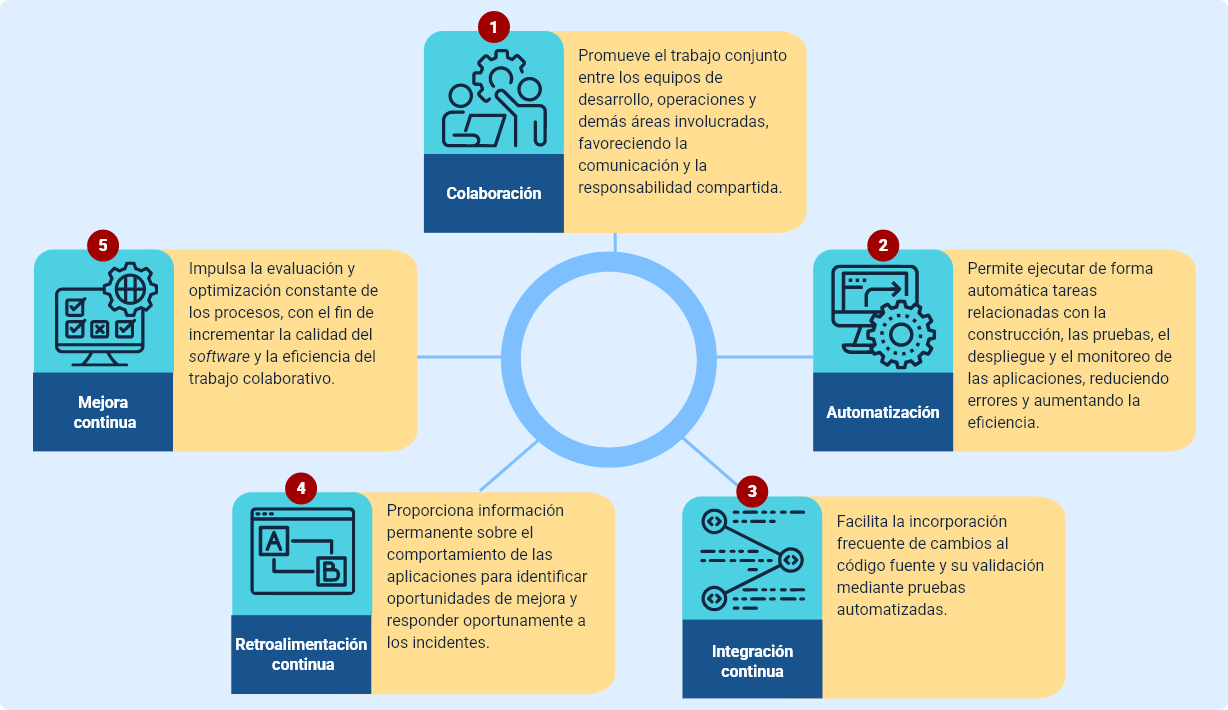 1
Colaboración
Promueve el trabajo conjunto
entre los equipos de
desarrollo, operaciones y
demás áreas involucradas,
favoreciendo la
comunicación y la
responsabilidad compartida.
2
Automatización
Permite ejecutar de forma
automática tareas
relacionadas con la
construcción, las pruebas, el
despliegue y el monitoreo de
las aplicaciones, reduciendo
errores y aumentando la
eficiencia.
3
Integración
continua
Facilita la incorporación
frecuente de cambios al
código fuente y su validación
mediante pruebas
automatizadas.
4
A
B
Retroalimentación
continua
Proporciona información
permanente sobre el
comportamiento de las
aplicaciones para identificar
oportunidades de mejora y
responder oportunamente a
los incidentes.
5
Mejora
continua
Impulsa la evaluación y
optimización constante de
los procesos, con el fin de
incrementar la calidad del
software y la eficiencia del
trabajo colaborativo.